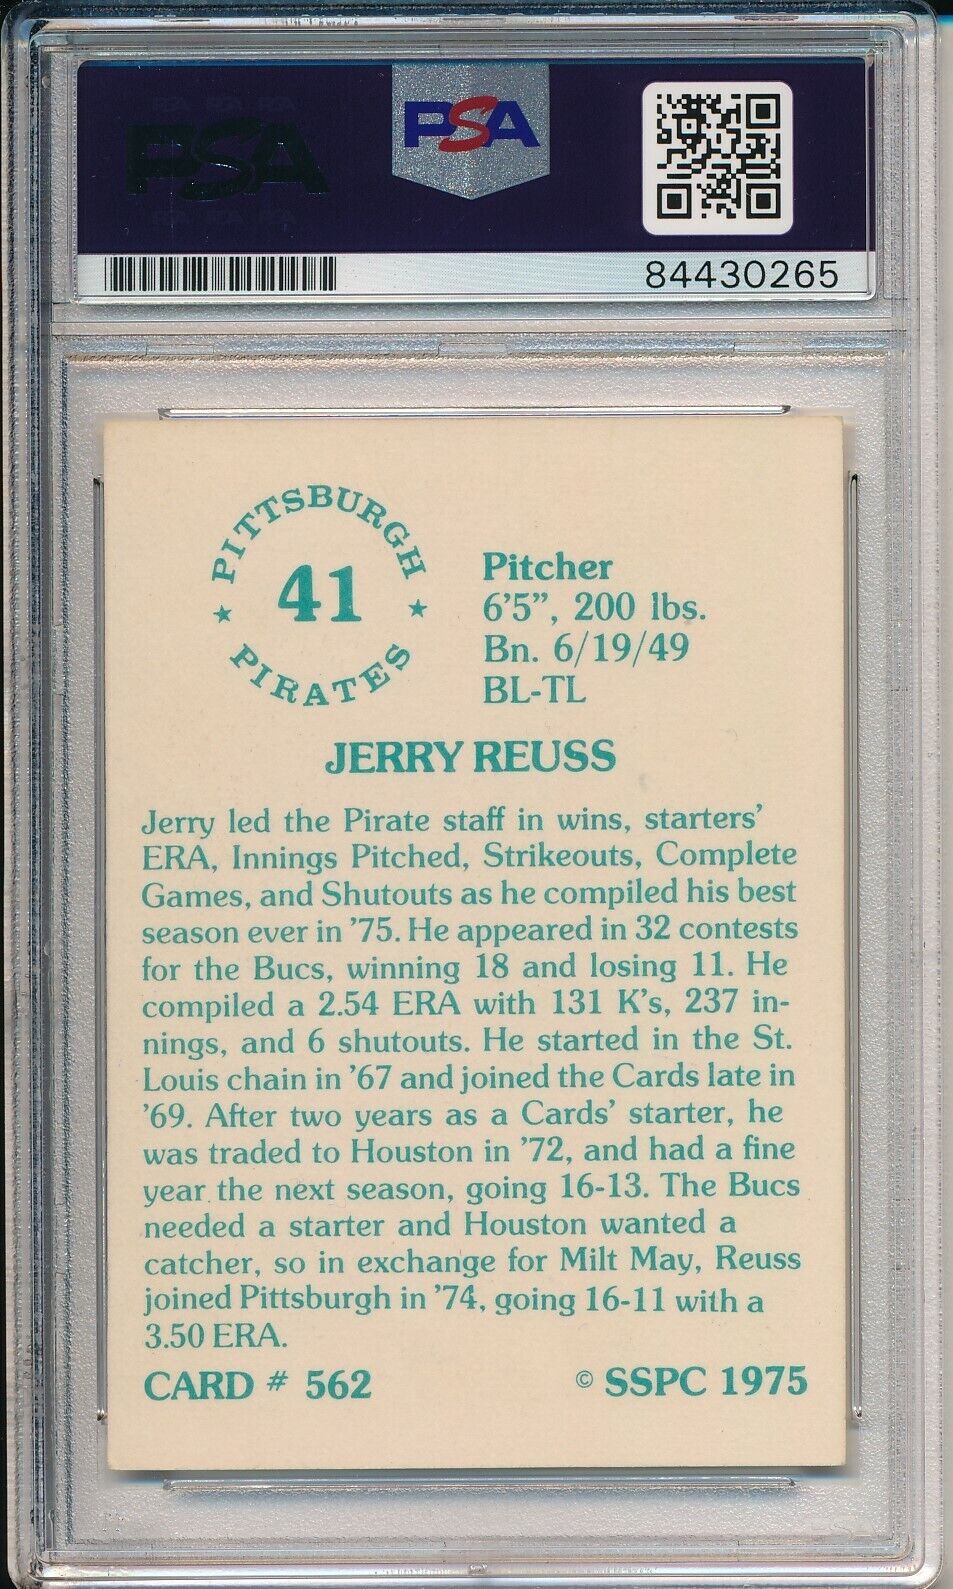 PSA
PSA
84430265
PITTSBURGH
41
PIRATES
Pitcher
6'5", 200 lbs.
Bn. 6/19/49
BL-TL
JERRY REUSS
Jerry led the Pirate staff in wins, starters'
ERA, Innings Pitched, Strikeouts, Complete
Games, and Shutouts as he compiled his best
season ever in '75. He appeared in 32 contests
for the Bucs, winning 18 and losing 11. He
compiled a 2.54 ERA with 131 K's, 237 in-
nings, and 6 shutouts. He started in the St.
Louis chain in '67 and joined the Cards late in
'69. After two years as a Cards' starter, he
was traded to Houston in '72, and had a fine
year the next season, going 16-13. The Bucs
needed a starter and Houston wanted a
catcher, so in exchange for Milt May, Reuss
joined Pittsburgh in '74, going 16-11 with a
3.50 ERA.
CARD # 562 © SSPC 1975